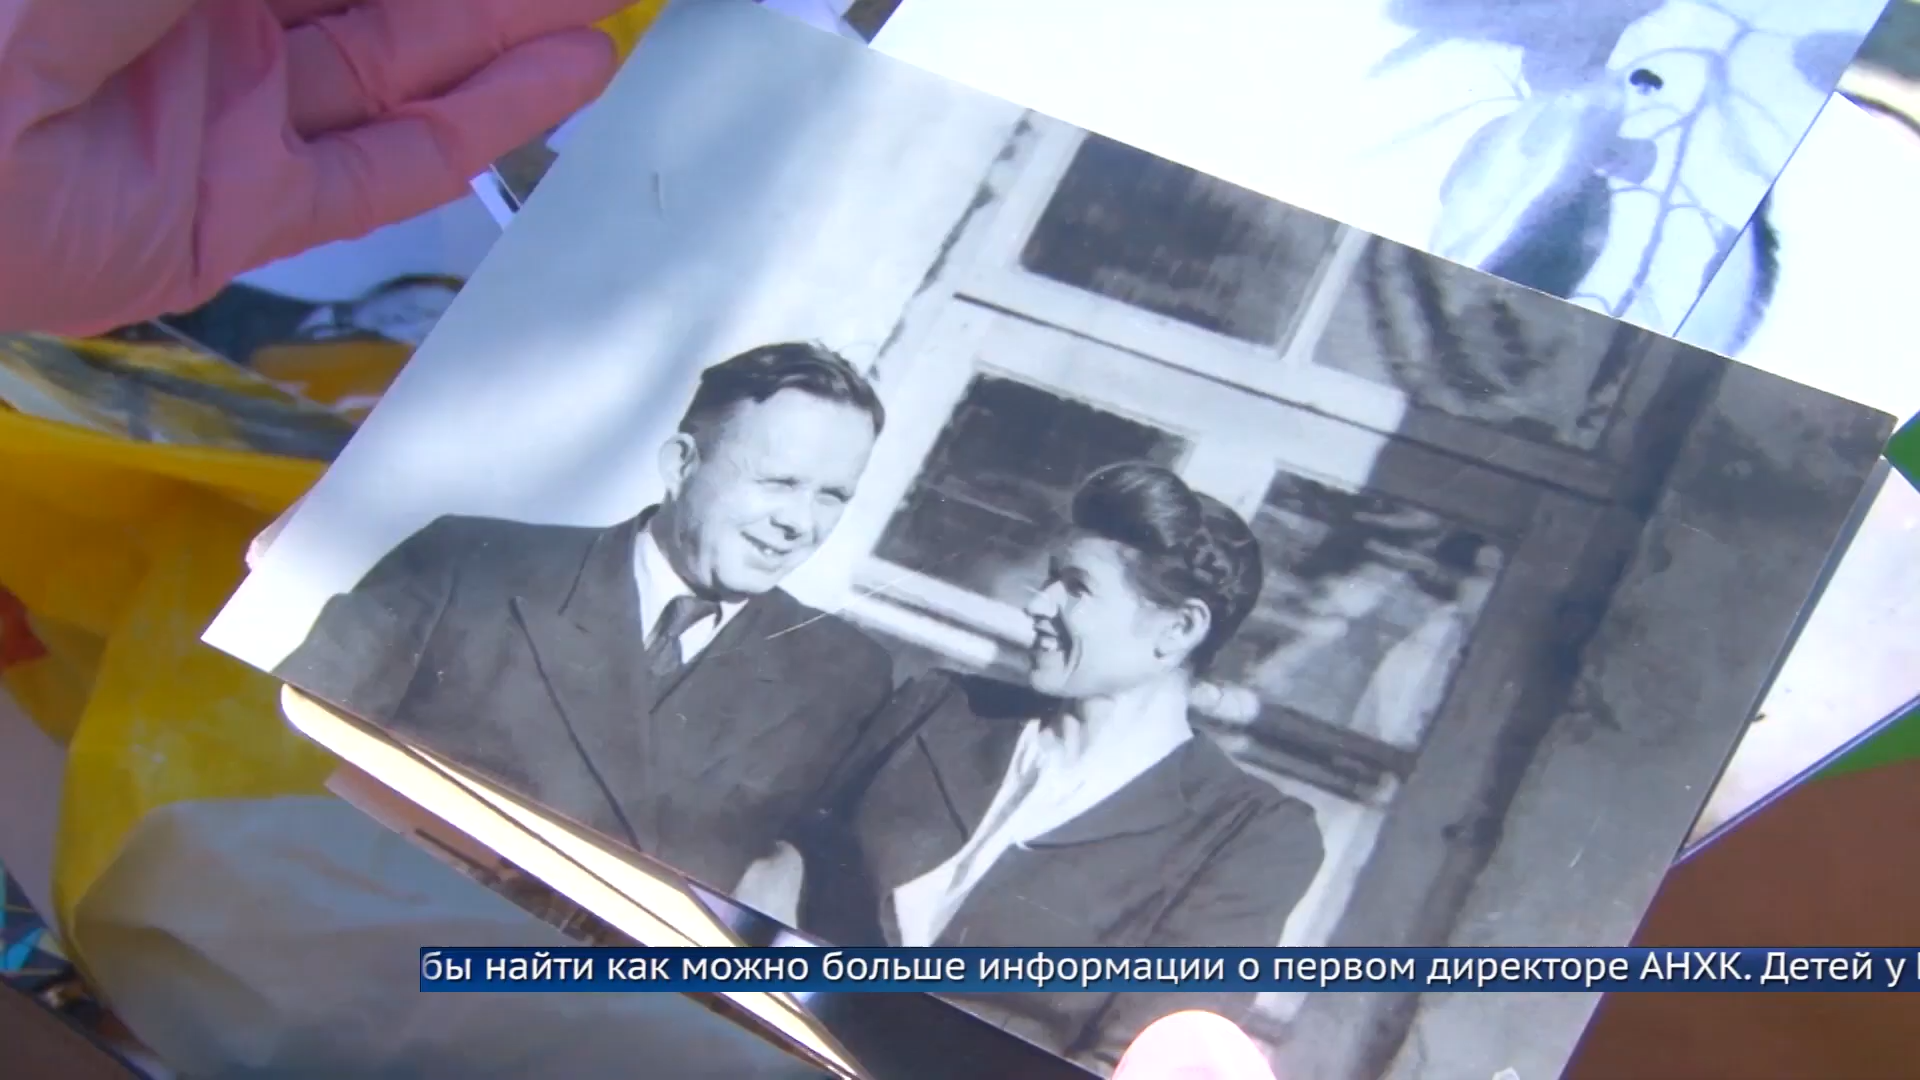 бы найти как можно больше информации о первом директоре АНХК. Детей у